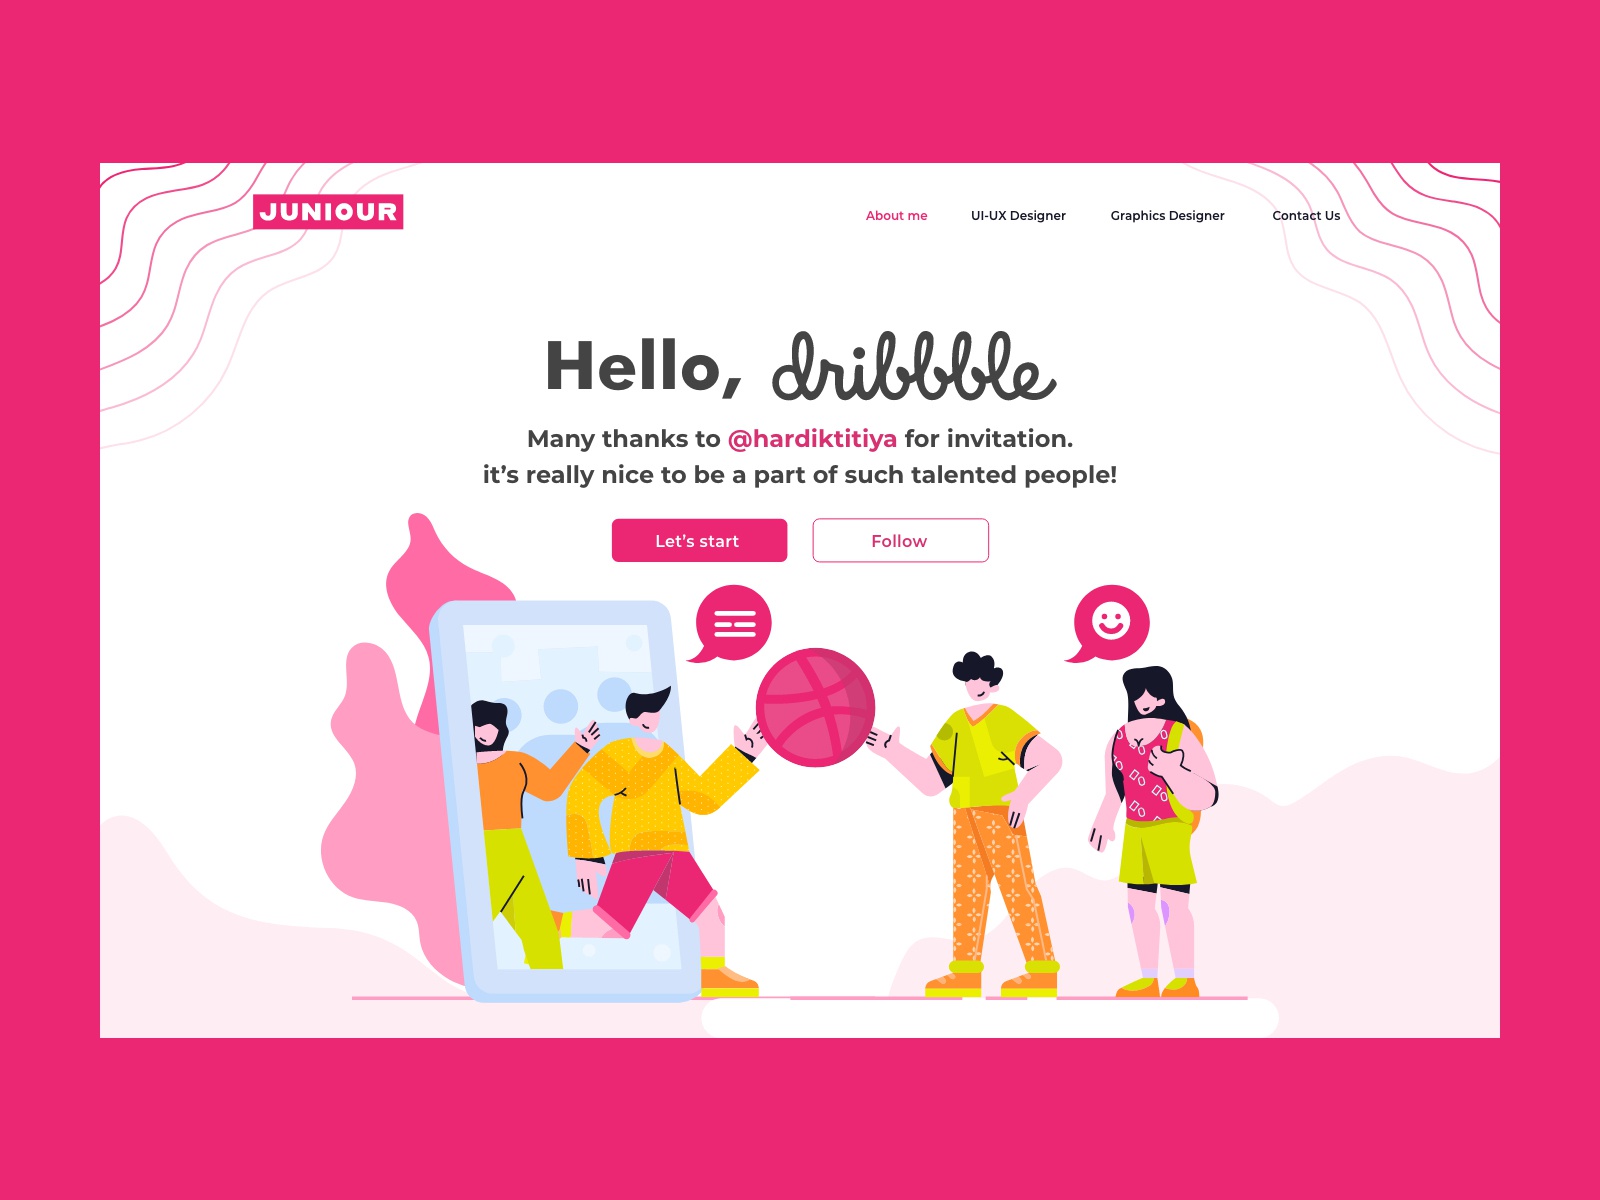 JUNIOUR
About me UI-UX Designer Graphics Designer Contact Us
Hello, dribbble
Many thanks to @hardiktitiya for invitation.
it’s really nice to be a part of such talented people!
Let’s start Follow